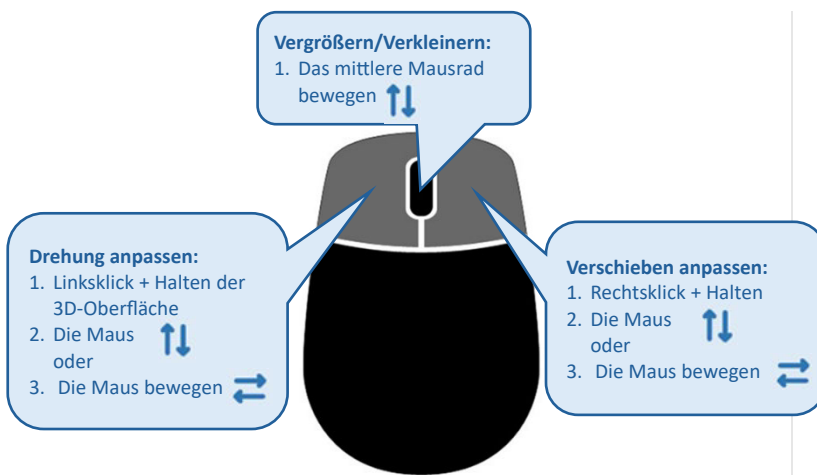 Vergrößern/Verkleinern:
1. Das mittlere Mausrad
bewegen
Drehung anpassen:
1. Linksklick + Halten der
3D-Oberfläche
2. Die Maus
oder
3. Die Maus bewegen
Verschieben anpassen:
1. Rechtsklick + Halten
2. Die Maus
oder
3. Die Maus bewegen